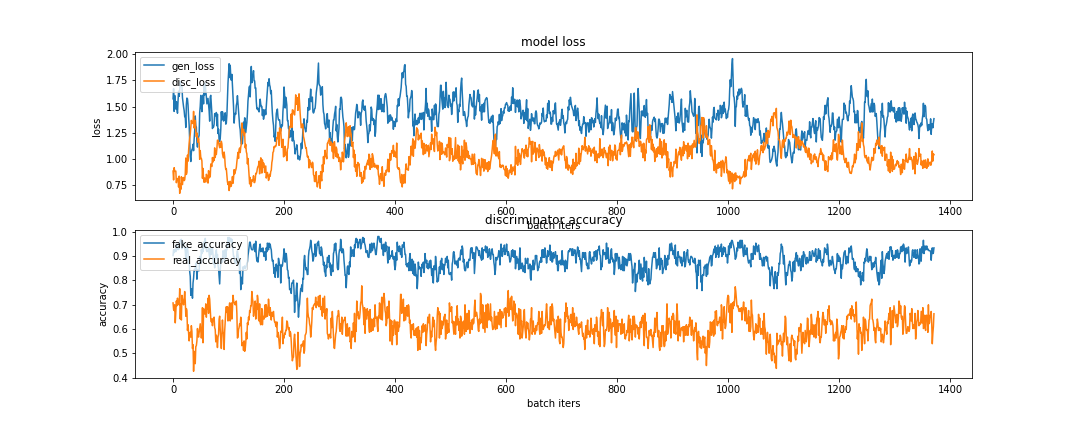 model loss
2.00
1.75
1.50
1.25
1.00
0.75
loss
gen_loss
disc_loss
0 200 400 600 800 1000 1200 1400
batch iters
discriminator accuracy
1.0
0.9
0.8
0.7
0.6
0.5
0.4
accuracy
fake_accuracy
real_accuracy
0 200 400 600 800 1000 1200 1400
batch iters